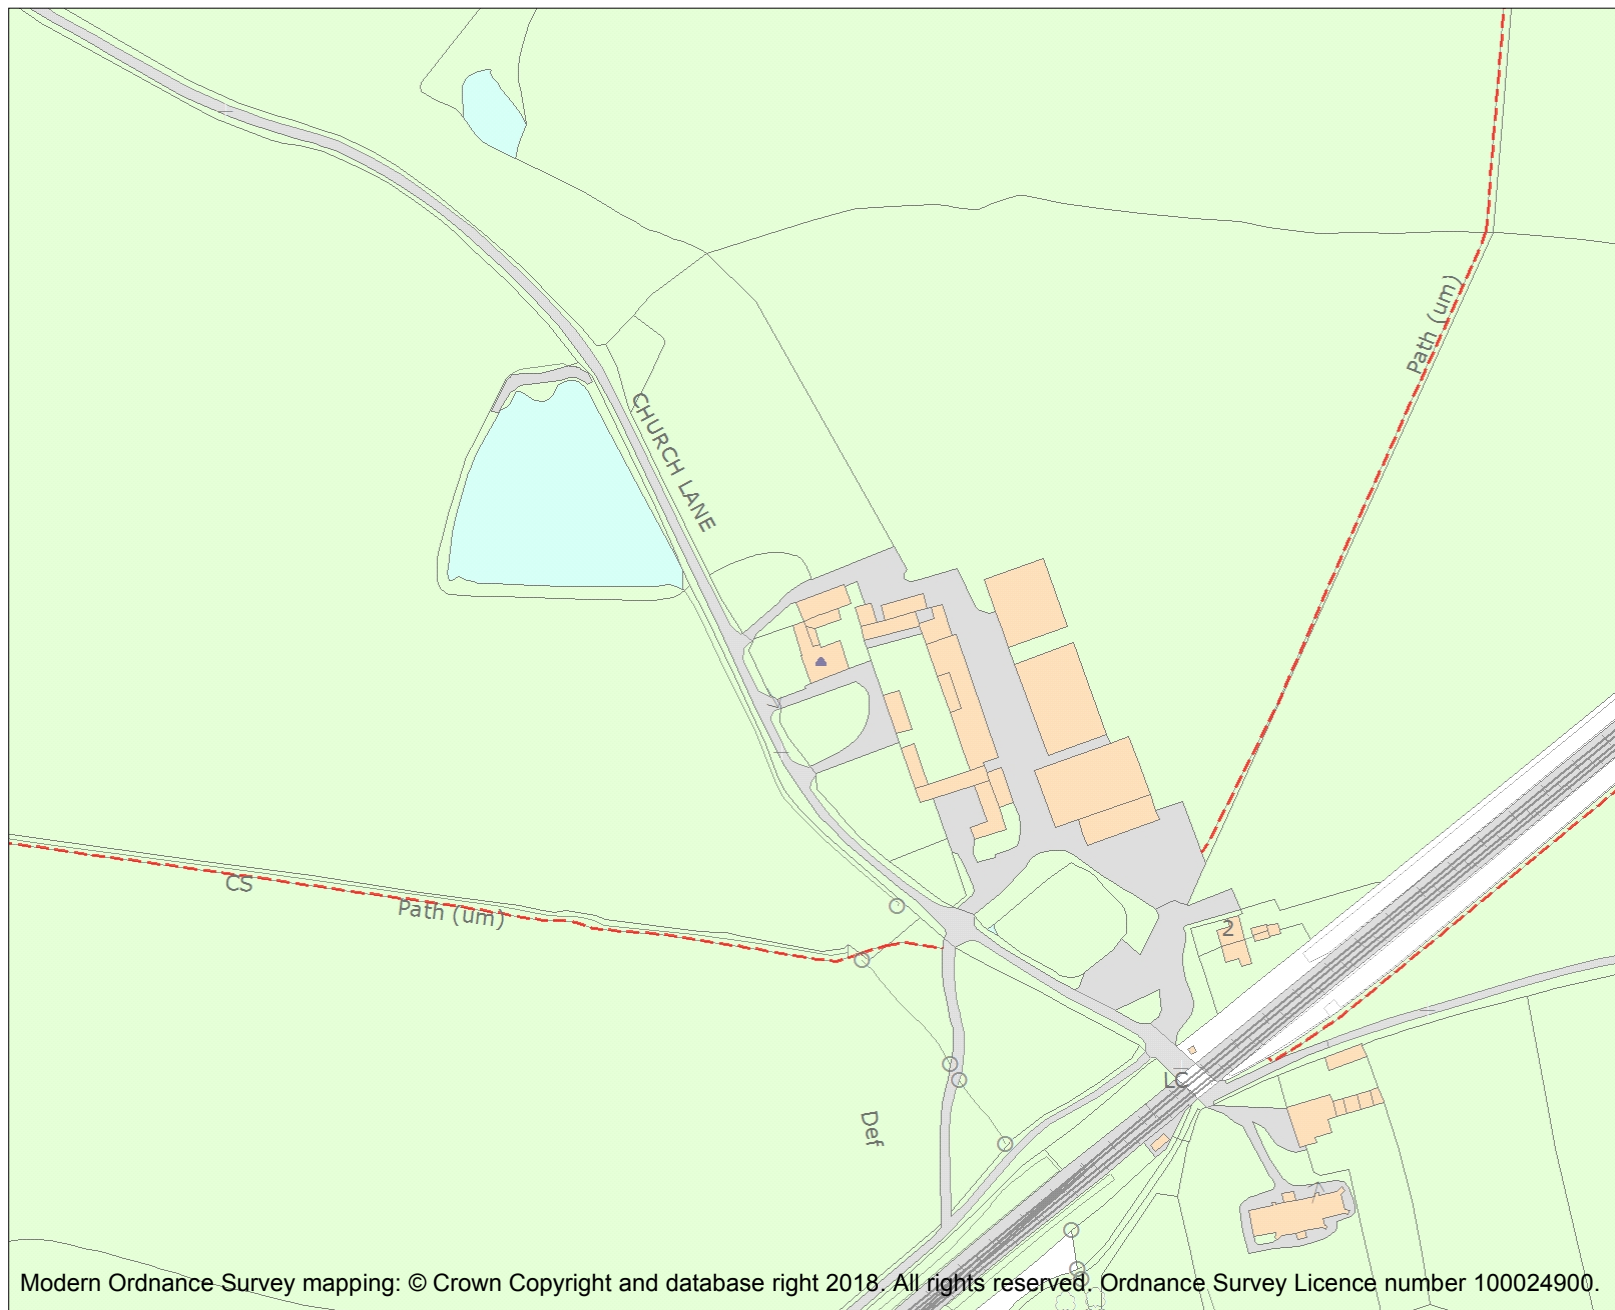 Path (um)
CHURCH LANE
CS
Path (um)
2
LC
Def
Modern Ordnance Survey mapping: © Crown Copyright and database right 2018. All rights reserved. Ordnance Survey Licence number 100024900.